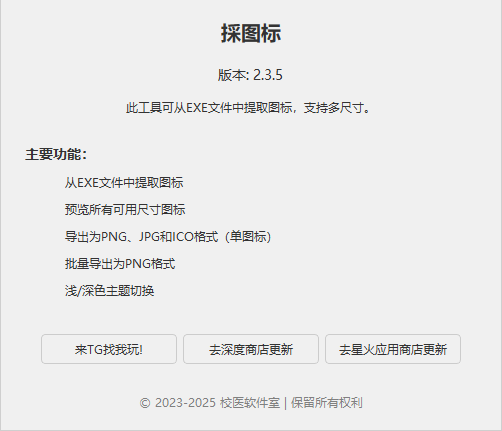 採图标
版本: 2.3.5
此工具可从EXE文件中提取图标，支持多尺寸。
主要功能：
从EXE文件中提取图标
预览所有可用尺寸图标
导出为PNG、JPG和ICO格式（单图标）
批量导出为PNG格式
浅/深色主题切换
来TG找我玩!
去深度商店更新
去星火应用商店更新
© 2023-2025 校医软件室 | 保留所有权利